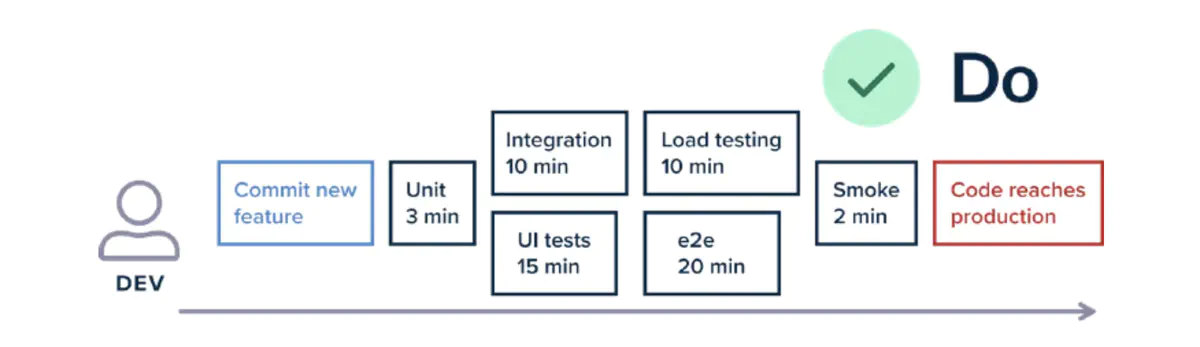 Do
DEV
Commit new
feature
Unit
3 min
Integration
10 min
UI tests
15 min
Load testing
10 min
e2e
20 min
Smoke
2 min
Code reaches
production